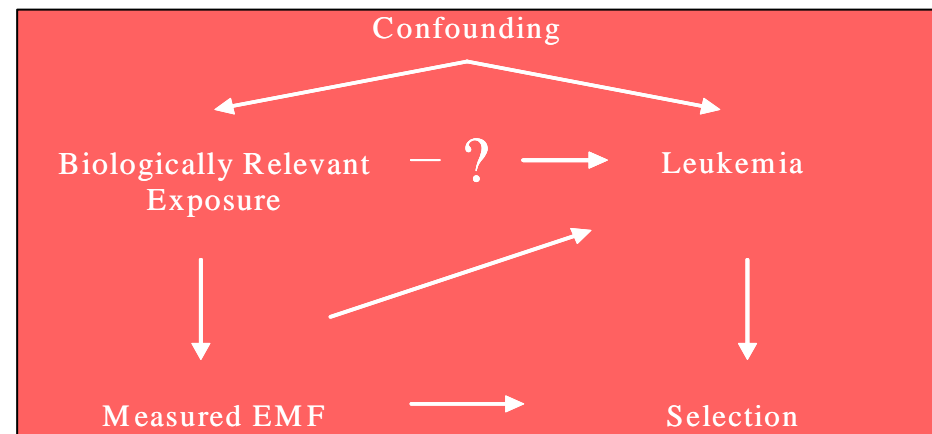 Confounding
Biologically Relevant
Exposure
— ?
Leukemia
Measured EMF
Selection